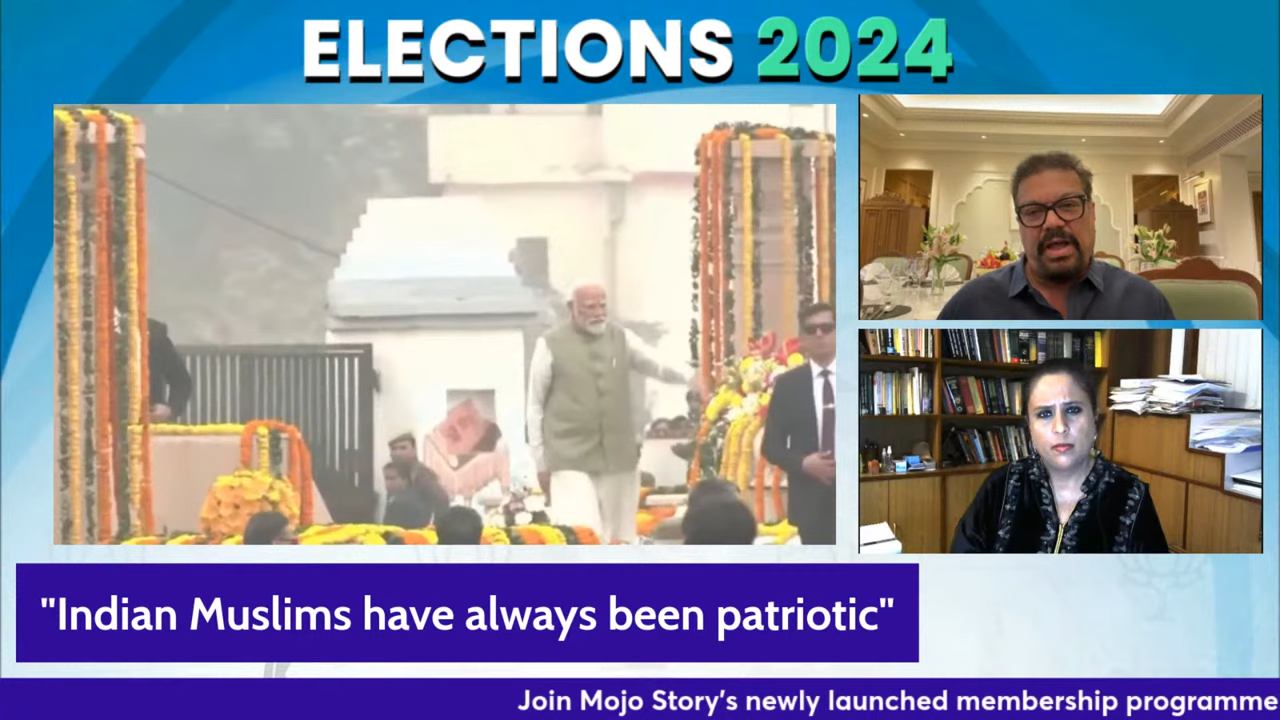 ELECTIONS 2024
"Indian Muslims have always been patriotic"
Join Mojo Story's newly launched membership programme